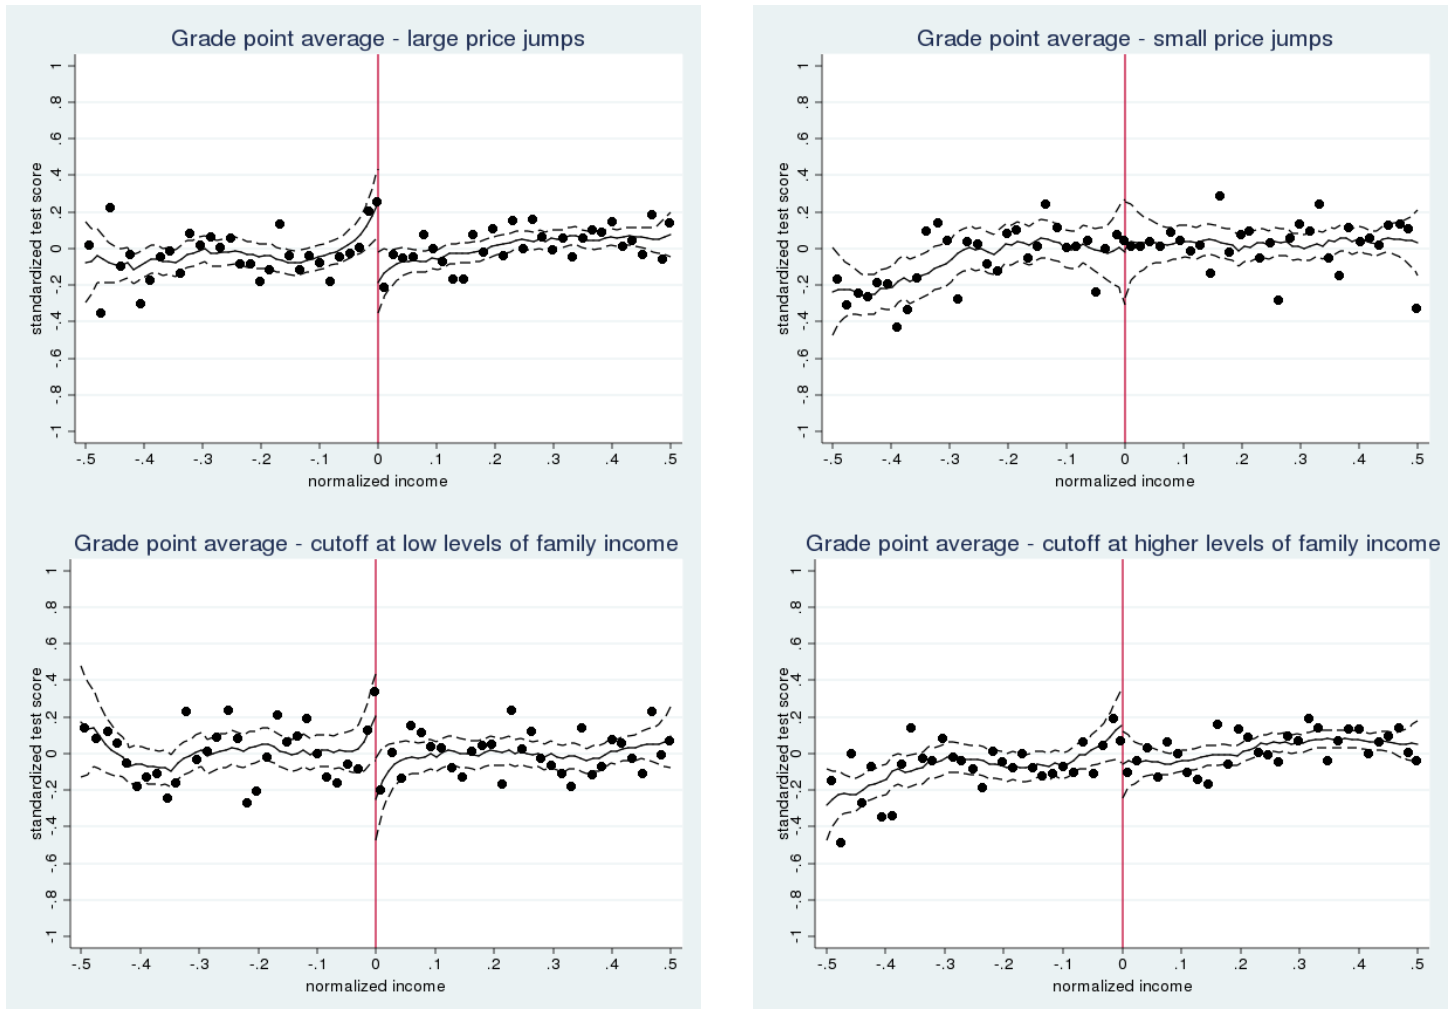 Grade point average - large price jumps
standardized test score
1
.8
.6
.4
.2
0
-.2
-.4
-.6
-.8
-1
-.5 -.4 -.3 -.2 -.1 0 .1 .2 .3 .4 .5
normalized income
Grade point average - small price jumps
standardized test score
1
.8
.6
.4
.2
0
-.2
-.4
-.6
-.8
-1
-.5 -.4 -.3 -.2 -.1 0 .1 .2 .3 .4 .5
normalized income
Grade point average - cutoff at low levels of family income
standardized test score
1
.8
.6
.4
.2
0
-.2
-.4
-.6
-.8
-1
-.5 -.4 -.3 -.2 -.1 0 .1 .2 .3 .4 .5
normalized income
Grade point average - cutoff at higher levels of family income
standardized test score
1
.8
.6
.4
.2
0
-.2
-.4
-.6
-.8
-1
-.5 -.4 -.3 -.2 -.1 0 .1 .2 .3 .4 .5
normalized income